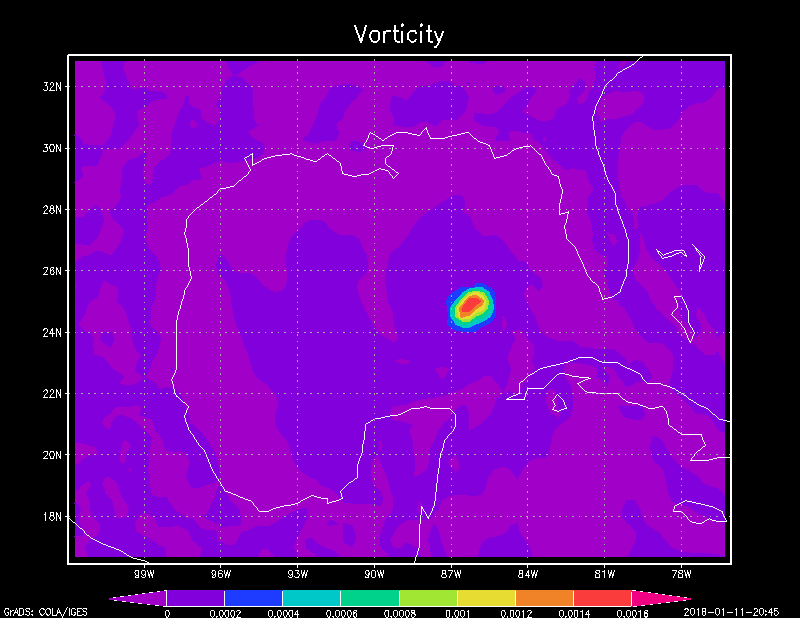 Vorticity
32N
30N
28N
26N
24N
22N
20N
18N
99W 96W 93W 90W 87W 84W 81W 78W
0 0.0002 0.0004 0.0006 0.0008 0.001 0.0012 0.0014 0.0016
GrADS: COLA/IGES 2018-01-11-20:45